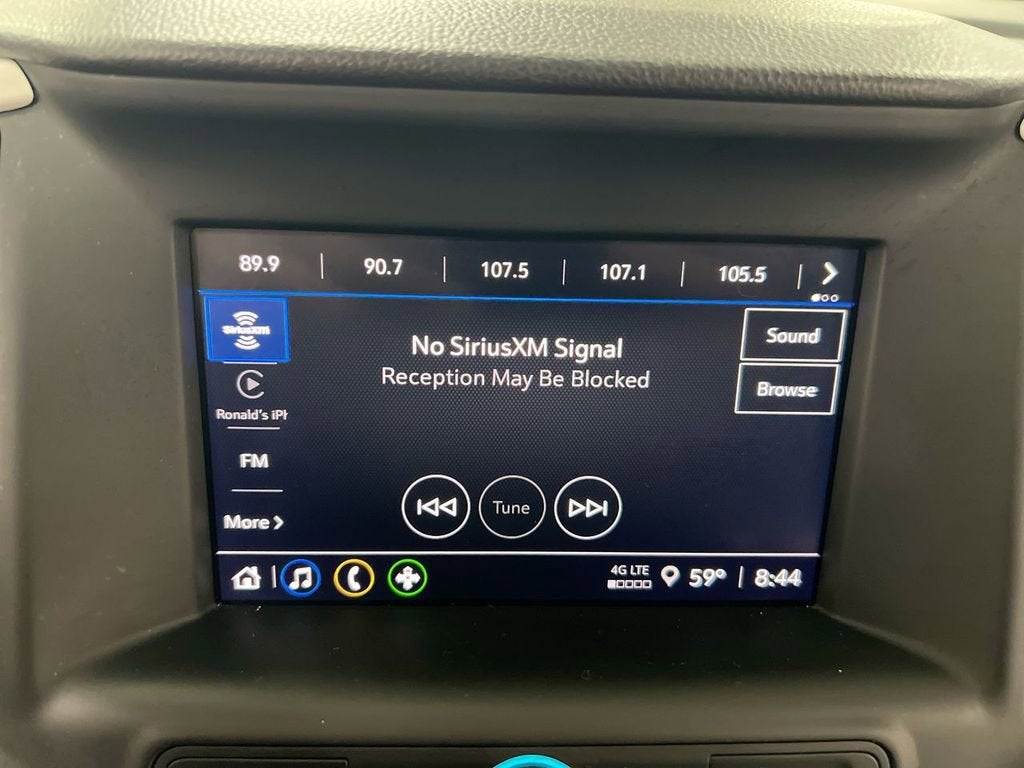 89.9 | 90.7 | 107.5 | 107.1 | 105.5 |
SiriusXM
No SiriusXM Signal
Reception May Be Blocked
Sound
Browse
Ronald's iPh
FM
More
Tune
4G LTE
59° | 8:44